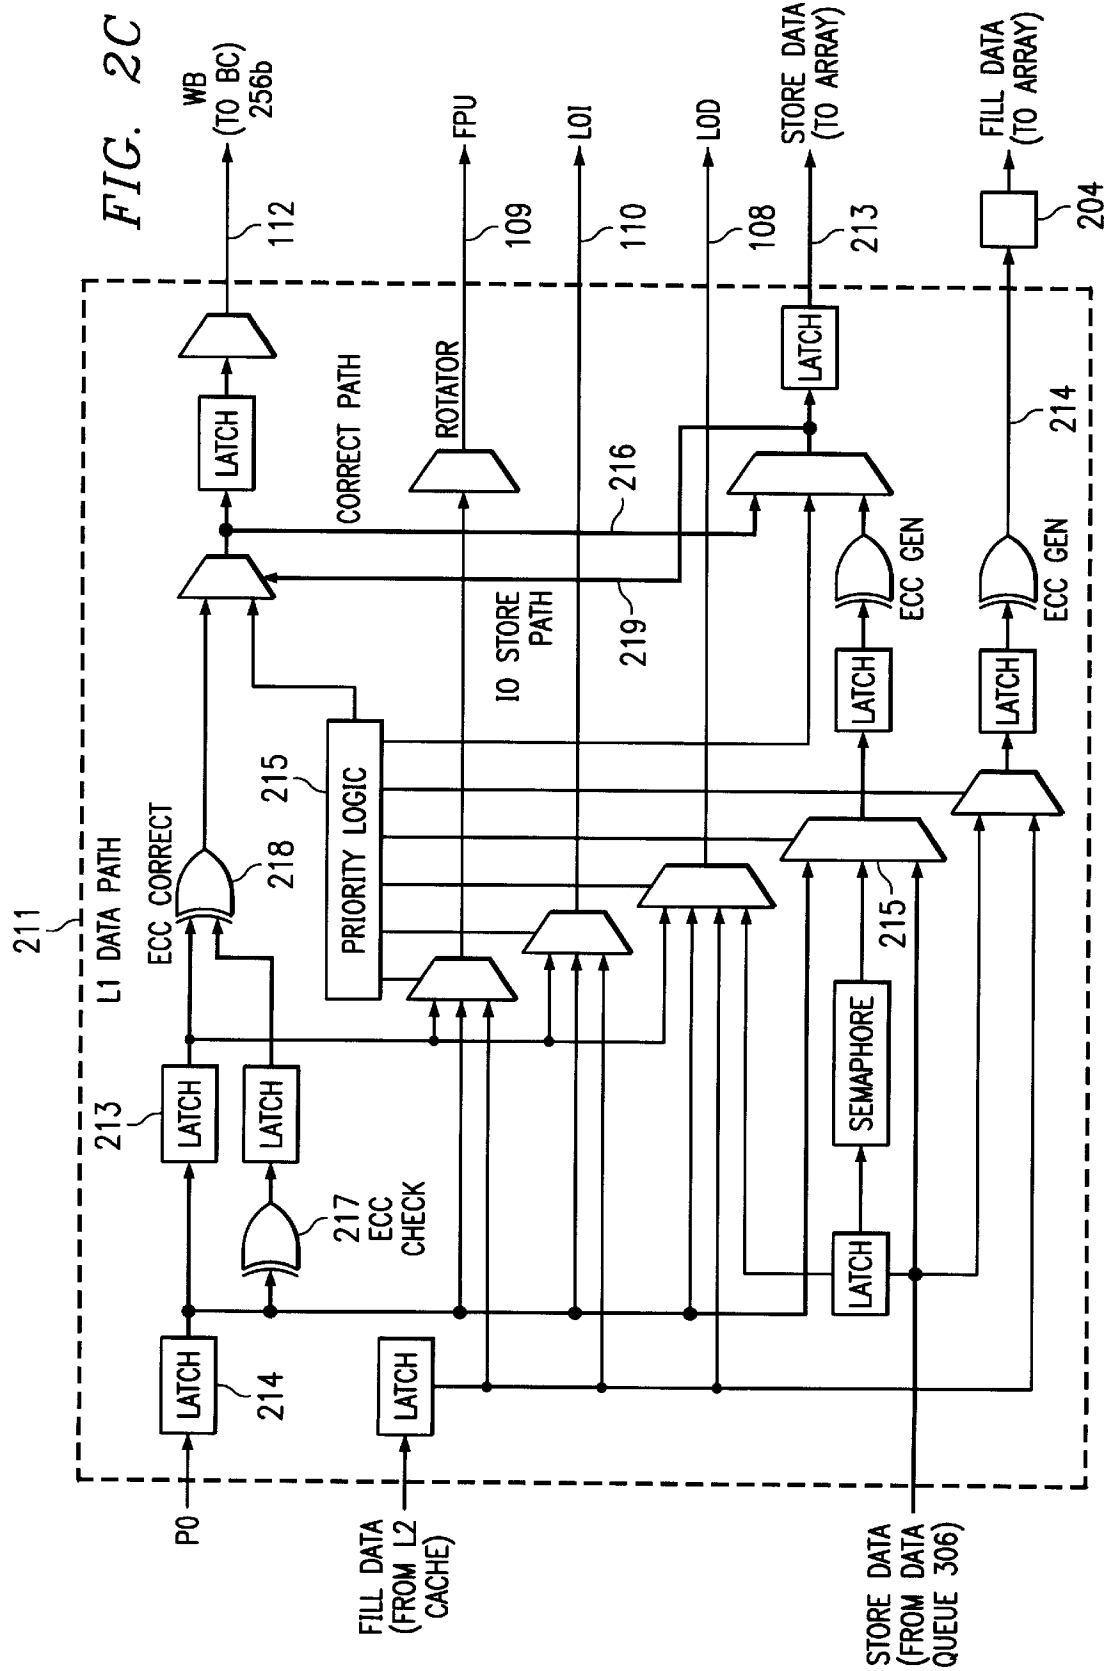 FIG. 2C
211
L1 DATA PATH
P0
LATCH
214
213
LATCH
217
ECC
CHECK
LATCH
ECC CORRECT
218
LATCH
112
WB
(TO BC)
256b
CORRECT PATH
215
PRIORITY LOGIC
ROTATOR
109
FPU
FILL DATA
(FROM L2
CACHE)
LATCH
IO STORE
PATH
219
216
110
LOI
108
LOD
STORE DATA
(FROM DATA
QUEUE 306)
LATCH
SEMAPHORE
215
LATCH
ECC GEN
LATCH
213
STORE DATA
(TO ARRAY)
LATCH
ECC GEN
214
204
FILL DATA
(TO ARRAY)